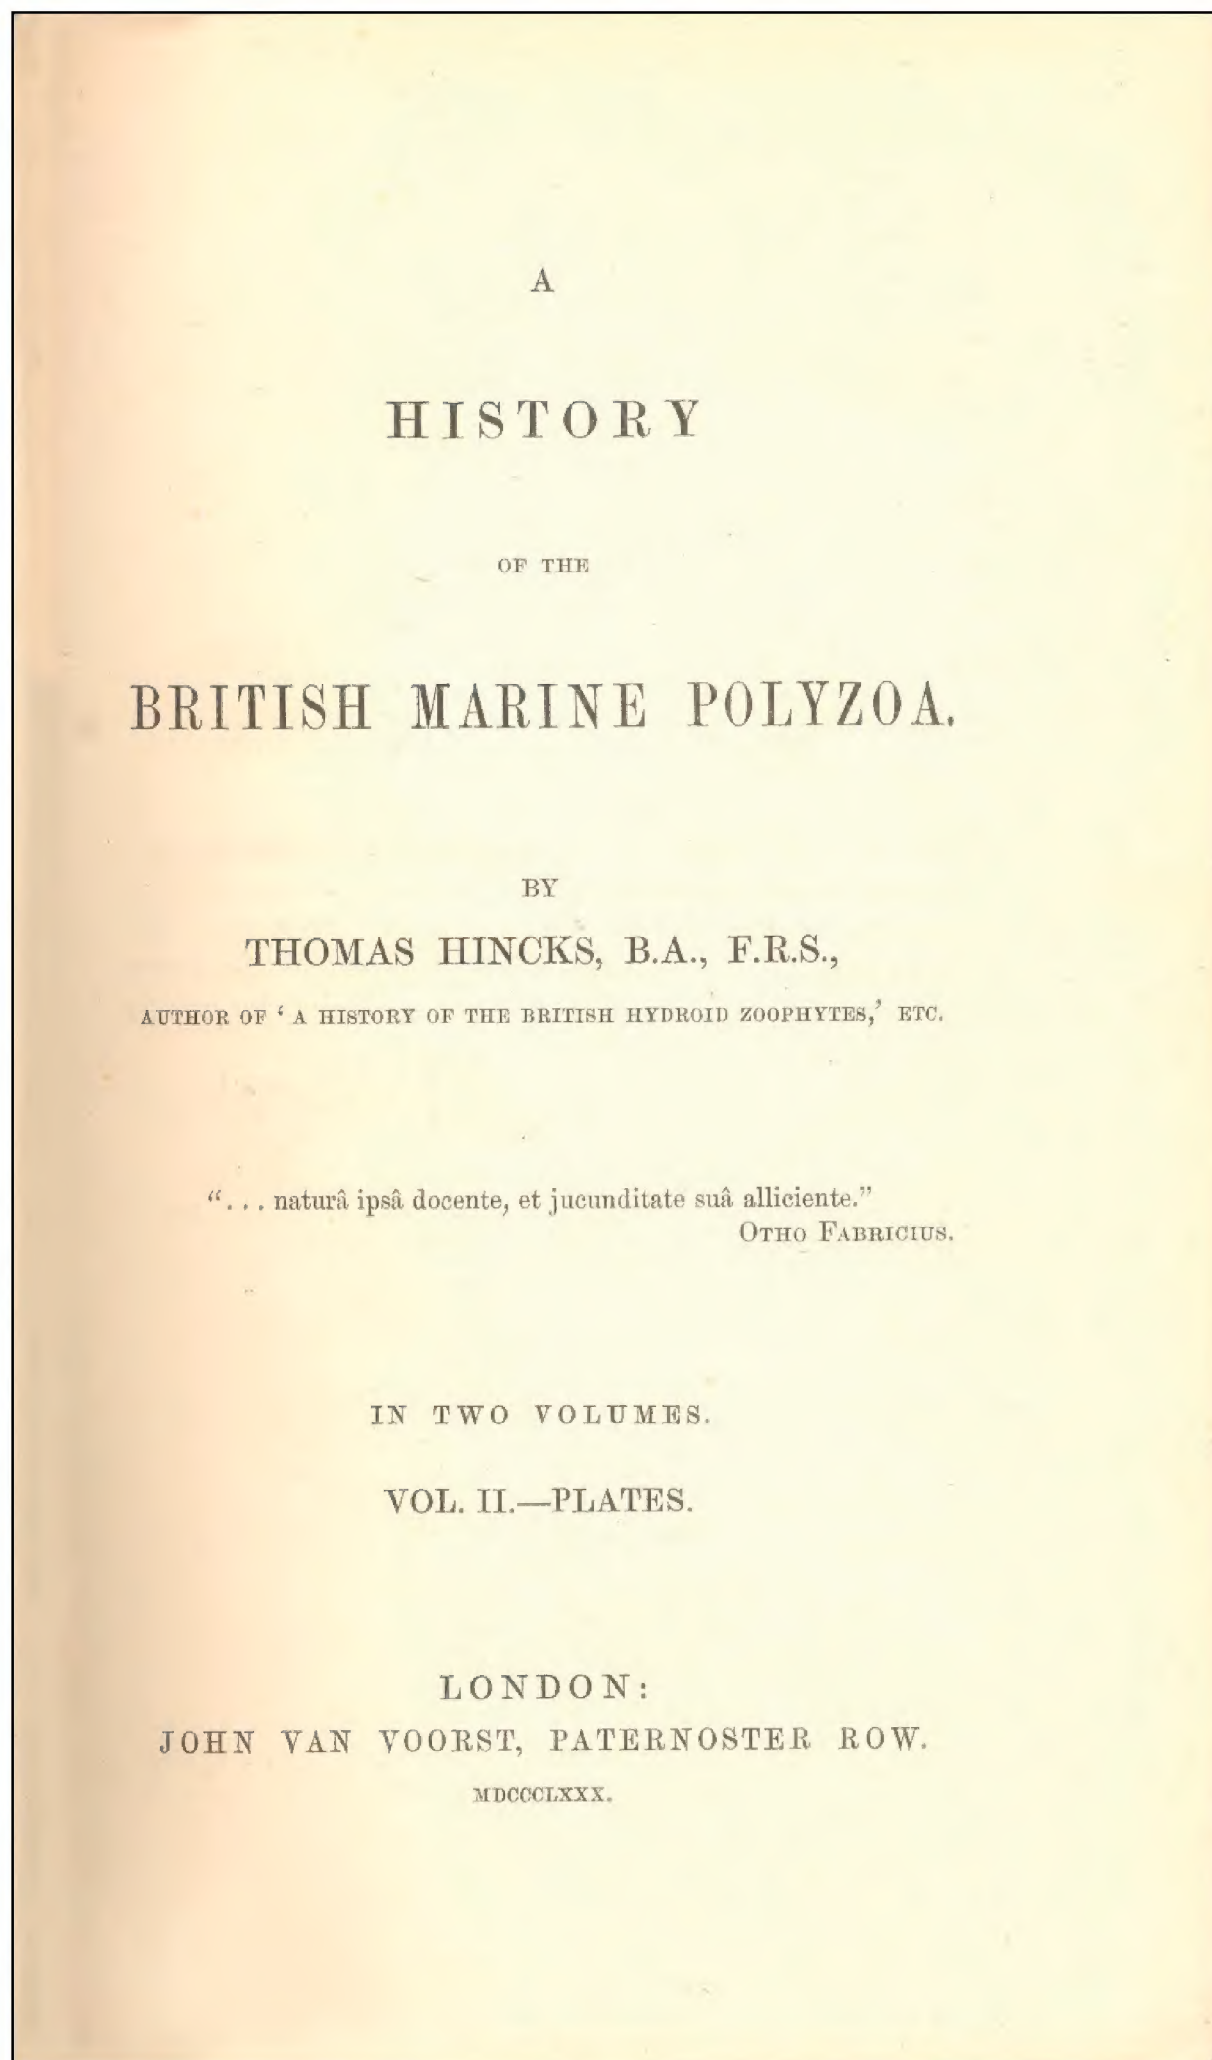 A
HISTORY
OF THE
BRITISH MARINE POLYZOA.
BY
THOMAS HINCKS, B.A., F.R.S.,
AUTHOR OF ‘ A HISTORY OF THE BRITISH HYDROID ZOOPHYTES,’ ETC.
“. . . naturâ ipsâ docente, et jucunditate suâ alliciente.”
OTHO FABRICIUS.
IN TWO VOLUMES.
VOL. II.—PLATES.
LONDON:
JOHN VAN VOORST, PATERNOSTER ROW.
MDCCCLXXX.